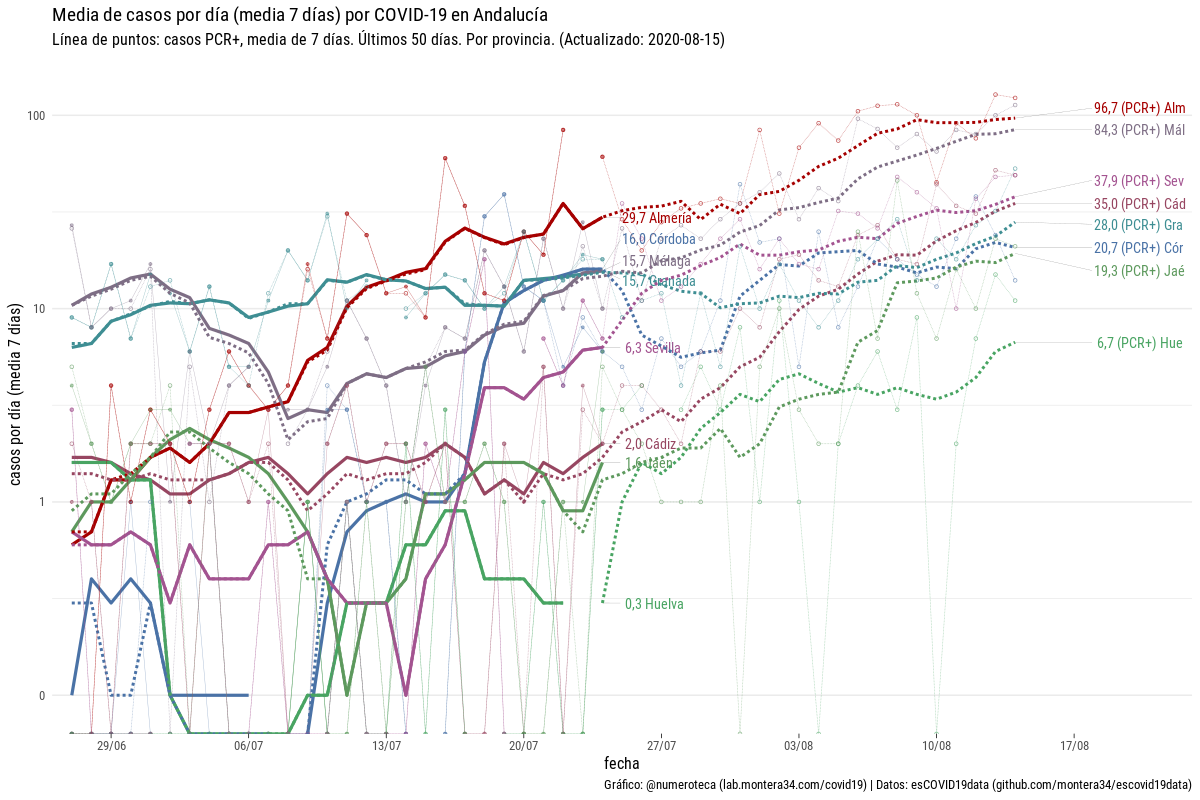 Media de casos por día (media 7 días) por COVID-19 en Andalucía
Línea de puntos: casos PCR+, media de 7 días. Últimos 50 días. Por provincia. (Actualizado: 2020-08-15)
casos por día (media 7 días)
100
10
1
0
96,7 (PCR+) Alm
84,3 (PCR+) Mál
37,9 (PCR+) Sev
35,0 (PCR+) Cád
28,0 (PCR+) Gra
20,7 (PCR+) Cór
19,3 (PCR+) Jaé
6,7 (PCR+) Hue
29,7 Almería
16,0 Córdoba
15,7 Málaga
15,7 Granada
6,3 Sevilla
2,0 Cádiz
1,6 Jaén
0,3 Huelva
29/06 06/07 13/07 20/07 27/07 03/08 10/08 17/08
fecha
Gráfico: @numeroteca (lab.montera34.com/covid19) | Datos: esCOVID19data (github.com/montera34/escovid19data)